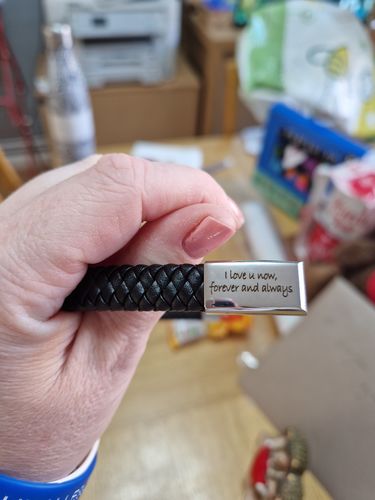 I love u now,
forever and always